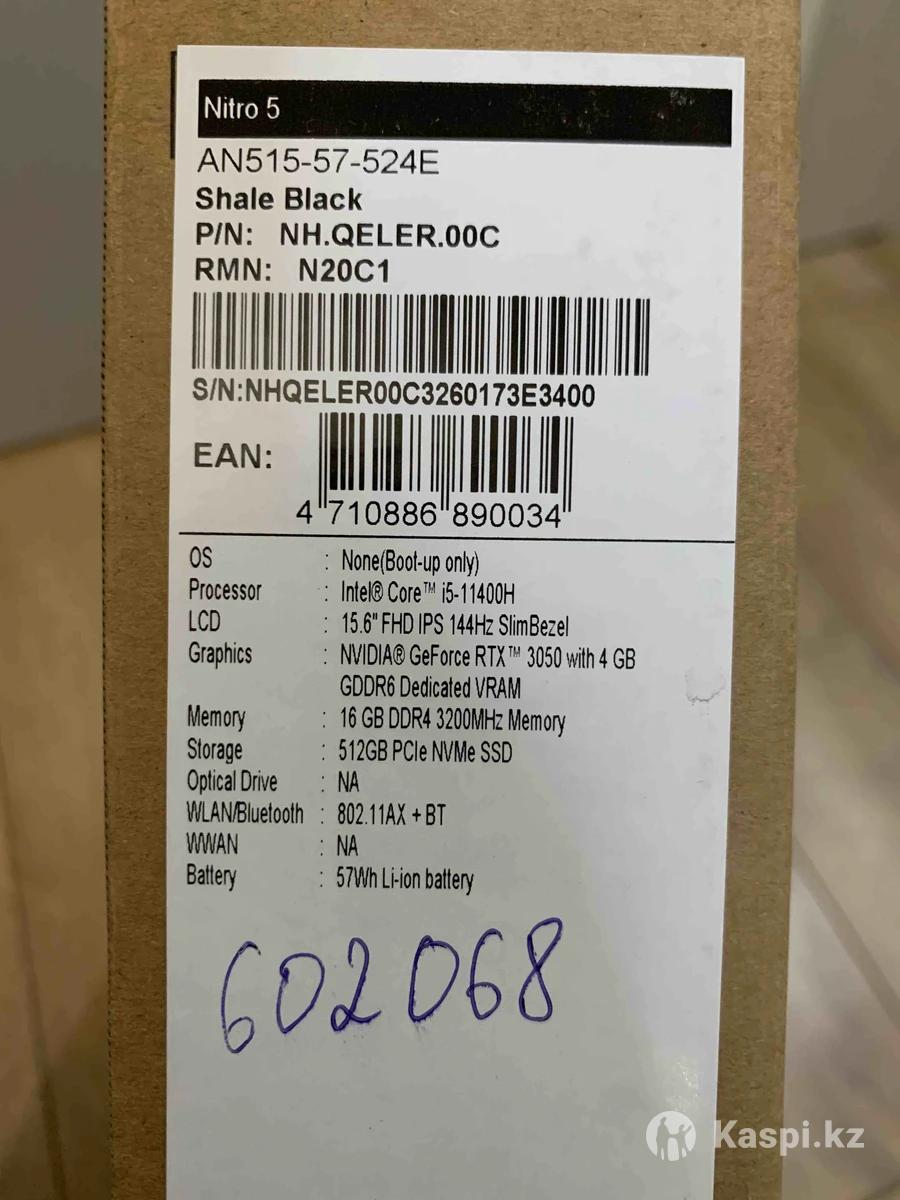 Nitro 5
AN515-57-524E
Shale Black
P/N: NH.QELER.00C
RMN: N20C1
S/N:NHQELER00C3260173E3400
EAN:
4 710886 890034
OS : None(Boot-up only)
Processor : Intel® Core™ i5-11400H
LCD : 15.6" FHD IPS 144Hz SlimBezel
Graphics : NVIDIA® GeForce RTX™ 3050 with 4 GB
GDDR6 Dedicated VRAM
Memory : 16 GB DDR4 3200MHz Memory
Storage : 512GB PCIe NVMe SSD
Optical Drive : NA
WLAN/Bluetooth : 802.11AX + BT
WWAN : NA
Battery : 57Wh Li-ion battery
602068
Kaspi.kz